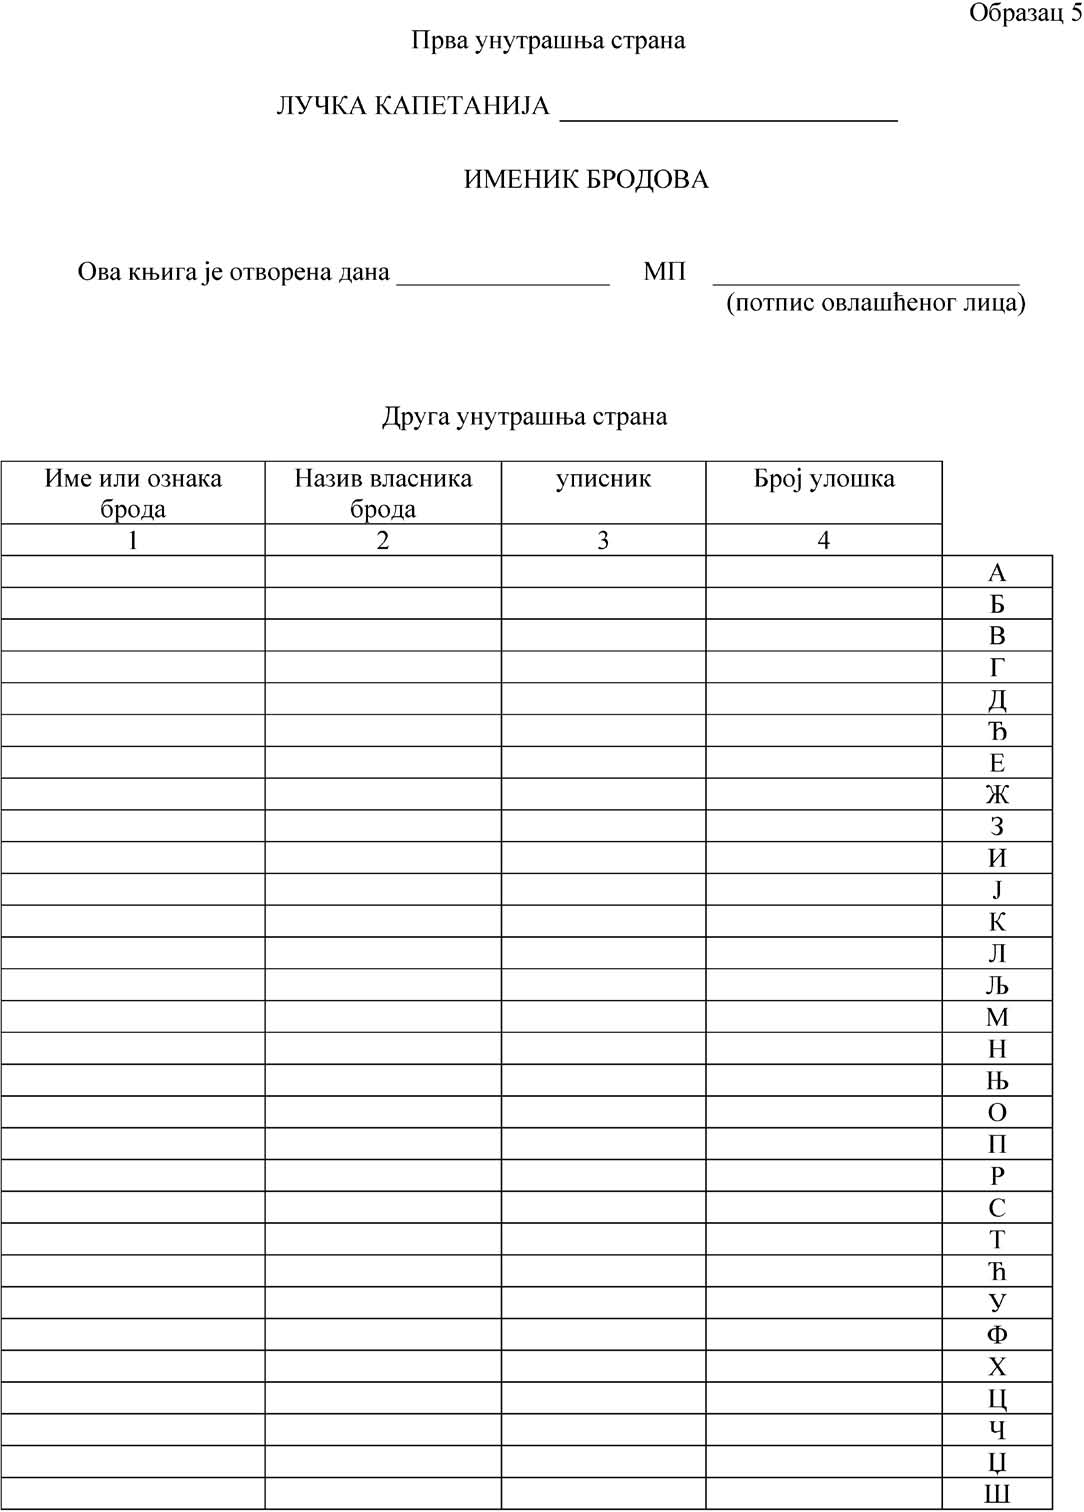 Образац 5
Прва унутрашња страна
ЛУЧКА КАПЕТАНИЈА
ИМЕНИК БРОДОВА
Ова књига је отворена дана МП
(потпис овлашћеног лица)
Друга унутрашња страна
Име или ознака брода Назив власника брода уписник Број улошка
1 2 3 4
А
Б
В
Г
Д
Ђ
Е
Ж
З
И
Ј
К
Л
Љ
М
Н
Њ
О
П
Р
С
Т
Ћ
У
Ф
Х
Ц
Ч
Џ
Ш